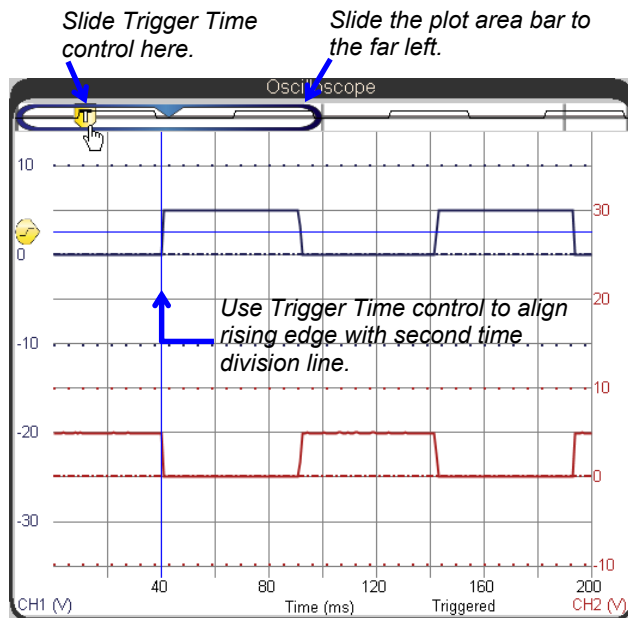 Slide Trigger Time
control here.
Slide the plot area bar to
the far left.
Oscilloscope
T
10
0
-10
-20
-30
30
20
10
0
-10
Use Trigger Time control to align
rising edge with second time
division line.
40 80 120 160 200
CH1 (V) Time (ms) Triggered CH2 (V)